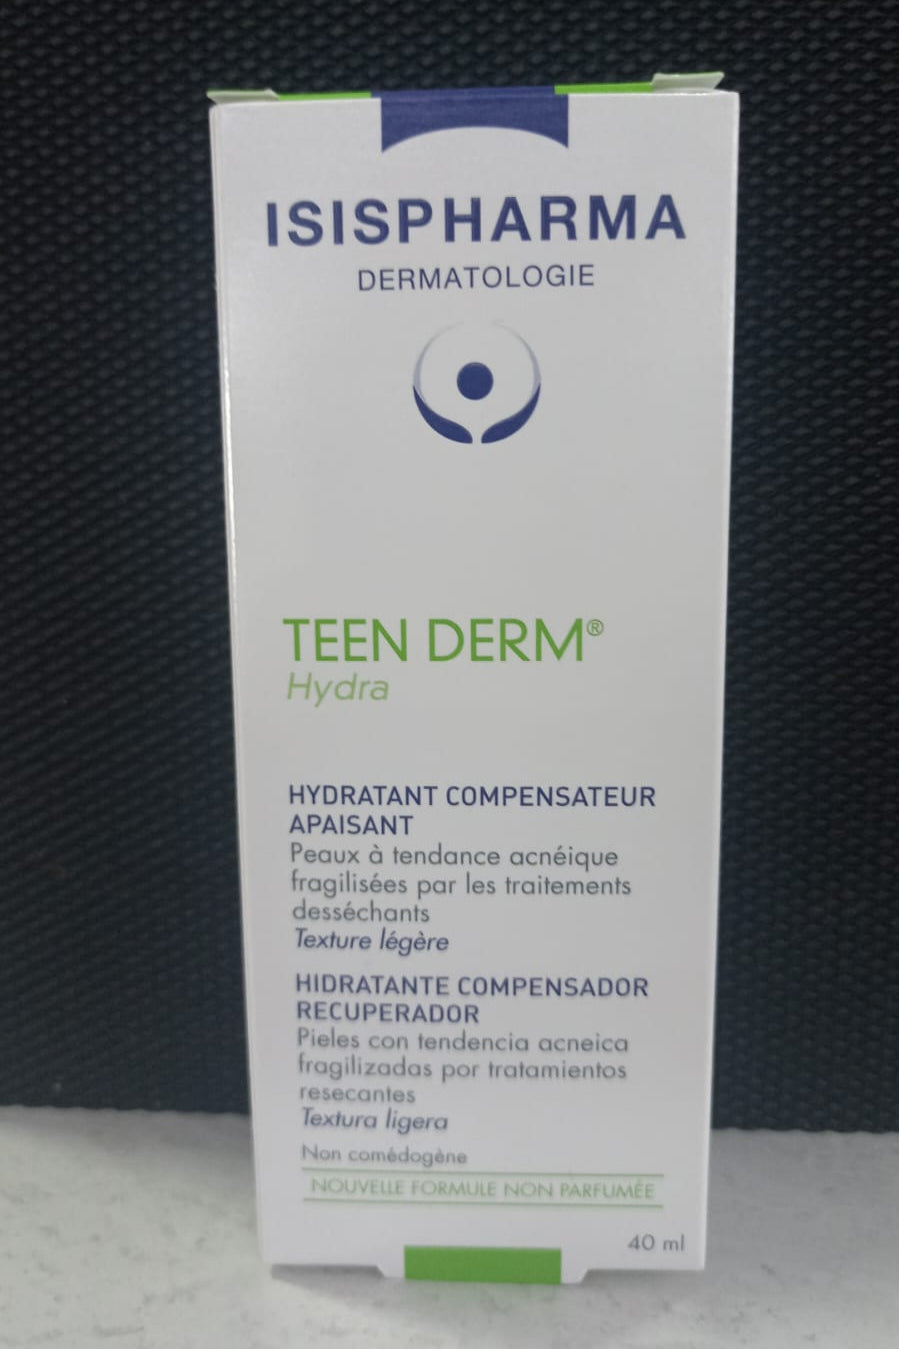 ISISPHARMA
DERMATOLOGIE
TEEN DERM®
Hydra
HYDRATANT COMPENSATEUR
APAISANT
Peaux à tendance acnéique
fragilisées par les traitements
desséchants
Texture légère
HIDRATANTE COMPENSADOR
RECUPERADOR
Pieles con tendencia acneica
fragilizadas por tratamientos
resecantes
Textura ligera
Non comédogène
NOUVELLE FORMULE NON PARFUMÉE
40 ml